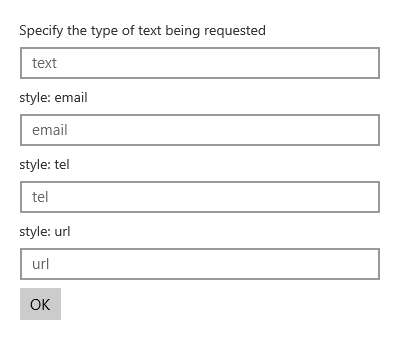 Specify the type of text being requested
text
style: email
email
style: tel
tel
style: url
url
OK